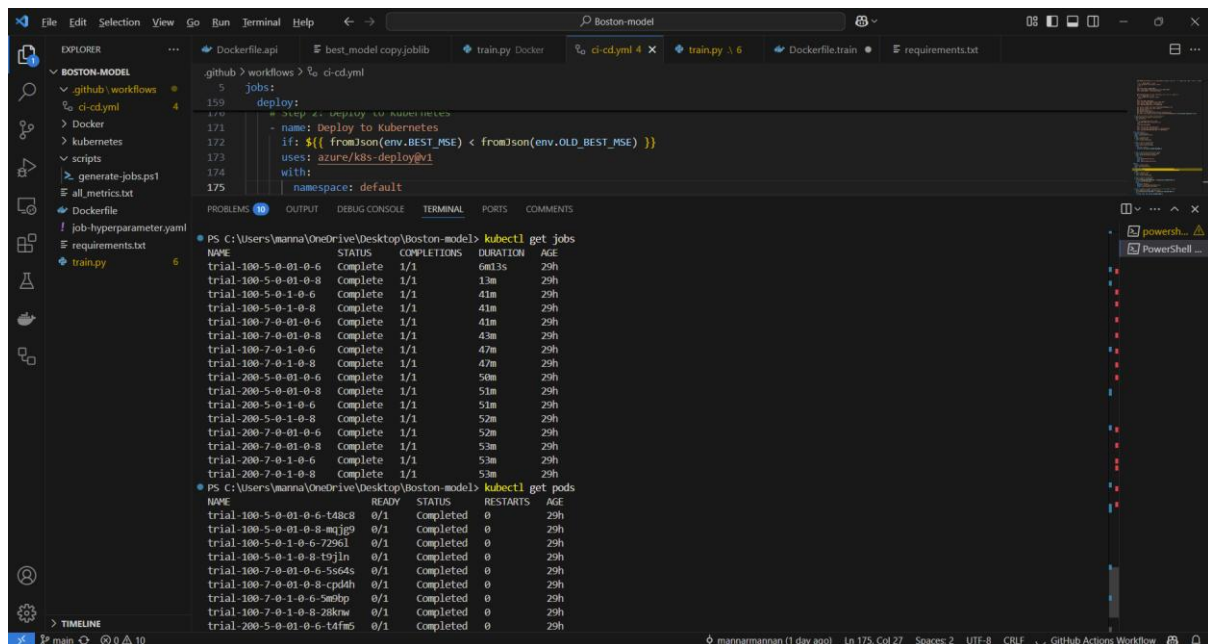 File Edit Selection View Go Run Terminal Help
Boston-model
EXPLORER
Dockerfile.api
best_model copy.joblib
train.py Docker
ci-cd.yml 4
train.py .\ 6
Dockerfile.train
requirements.txt
BOSTON-MODEL
.github\workflows
ci-cd.yml 4
Docker
kubernetes
scripts
generate-jobs.ps1
all_metrics.txt
Dockerfile
job-hyperparameter.yaml
requirements.txt
train.py 6
TIMELINE
.github > workflows > ci-cd.yml
5 jobs:
159 deploy:
170 # Step 2: Deploy to Kubernetes
171 - name: Deploy to Kubernetes
172 if: ${{ fromJson(env.BEST_MSE) < fromJson(env.OLD_BEST_MSE) }}
173 uses: azure/k8s-deploy@v1
174 with:
175 namespace: default
PROBLEMS 10 OUTPUT DEBUG CONSOLE TERMINAL PORTS COMMENTS
powersh...
PowerShell ...
PS C:\Users\manna\OneDrive\Desktop\Boston-model> kubectl get jobs
NAME STATUS COMPLETIONS DURATION AGE
trial-100-5-0-01-0-6 Complete 1/1 6m13s 29h
trial-100-5-0-01-0-8 Complete 1/1 13m 29h
trial-100-5-0-1-0-6 Complete 1/1 41m 29h
trial-100-5-0-1-0-8 Complete 1/1 41m 29h
trial-100-7-0-01-0-6 Complete 1/1 41m 29h
trial-100-7-0-01-0-8 Complete 1/1 43m 29h
trial-100-7-0-1-0-6 Complete 1/1 47m 29h
trial-100-7-0-1-0-8 Complete 1/1 47m 29h
trial-200-5-0-01-0-6 Complete 1/1 50m 29h
trial-200-5-0-01-0-8 Complete 1/1 51m 29h
trial-200-5-0-1-0-6 Complete 1/1 51m 29h
trial-200-5-0-1-0-8 Complete 1/1 52m 29h
trial-200-7-0-01-0-6 Complete 1/1 52m 29h
trial-200-7-0-01-0-8 Complete 1/1 53m 29h
trial-200-7-0-1-0-6 Complete 1/1 53m 29h
trial-200-7-0-1-0-8 Complete 1/1 53m 29h
PS C:\Users\manna\OneDrive\Desktop\Boston-model> kubectl get pods
NAME READY STATUS RESTARTS AGE
trial-100-5-0-01-0-6-t48c8 0/1 Completed 0 29h
trial-100-5-0-01-0-8-mqjg9 0/1 Completed 0 29h
trial-100-5-0-1-0-6-7296l 0/1 Completed 0 29h
trial-100-5-0-1-0-8-t9jln 0/1 Completed 0 29h
trial-100-7-0-01-0-6-5s64s 0/1 Completed 0 29h
trial-100-7-0-01-0-8-cpd4h 0/1 Completed 0 29h
trial-100-7-0-1-0-6-5m9bp 0/1 Completed 0 29h
trial-100-7-0-1-0-8-28knw 0/1 Completed 0 29h
trial-200-5-0-01-0-6-t4fm5 0/1 Completed 0 29h
main 0 10 mannarmannan (1 day ago) Ln 175, Col 27 Spaces: 2 UTF-8 CRLF GitHub Actions Workflow